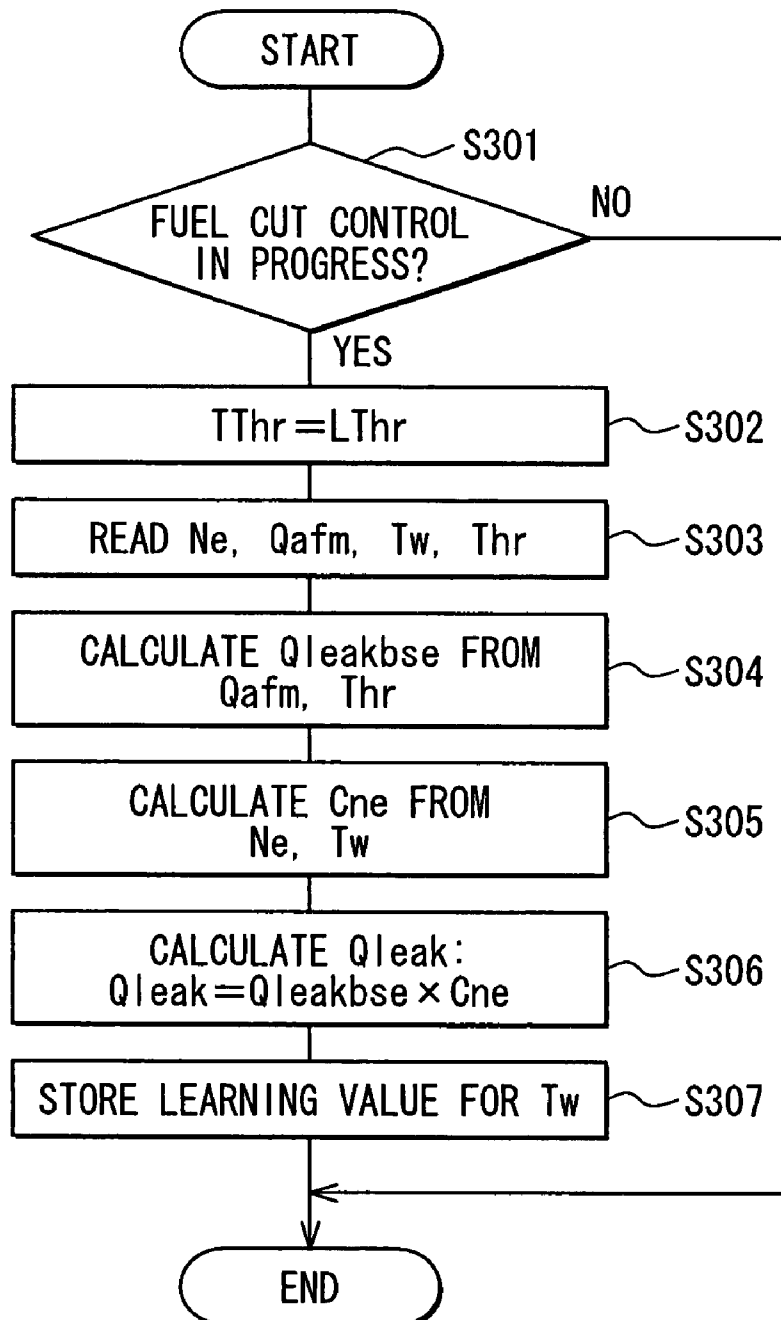 START
S301
FUEL CUT CONTROL
IN PROGRESS?
NO
YES
TThr=LThr
S302
READ Ne, Qafm, Tw, Thr
S303
CALCULATE Qleakbse FROM
Qafm, Thr
S304
CALCULATE Cne FROM
Ne, Tw
S305
CALCULATE Qleak:
Qleak=Qleakbse×Cne
S306
STORE LEARNING VALUE FOR Tw
S307
END